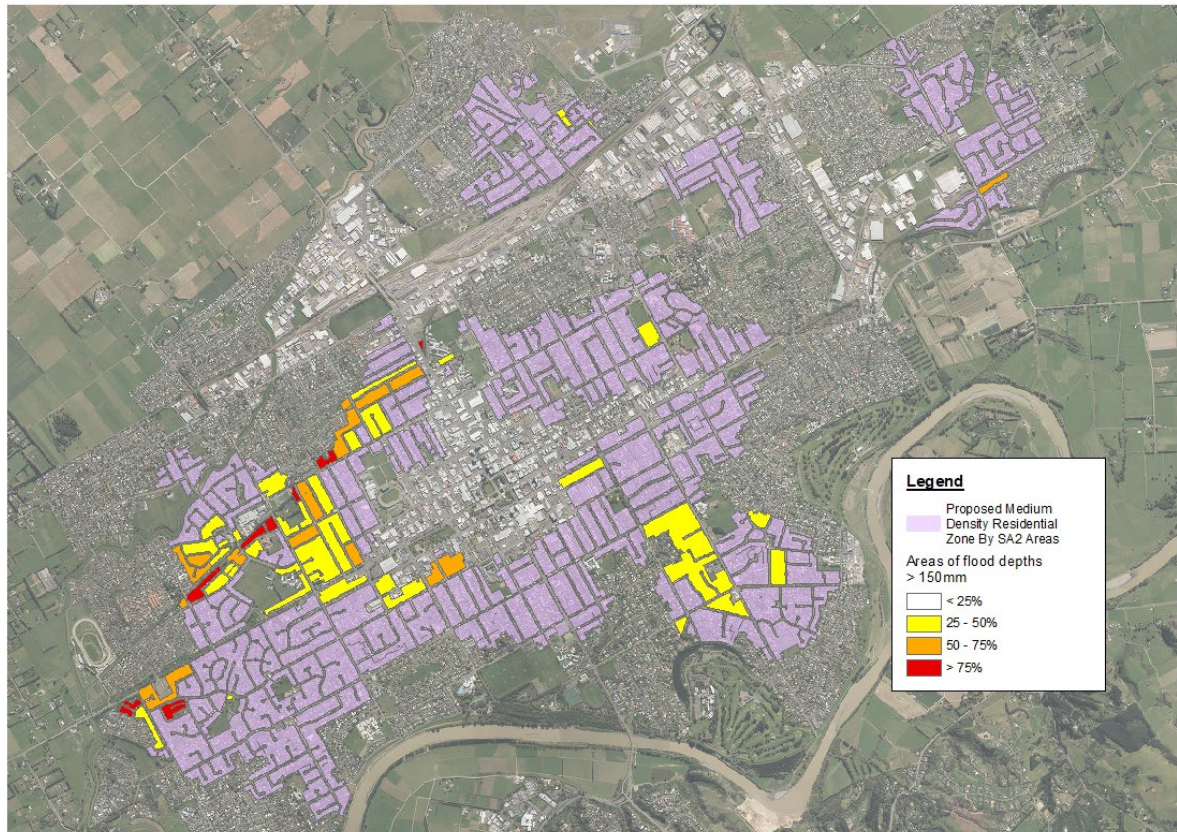 Legend
Proposed Medium
Density Residential
Zone By SA2 Areas
Areas of flood depths
> 150mm
< 25%
25 - 50%
50 - 75%
> 75%